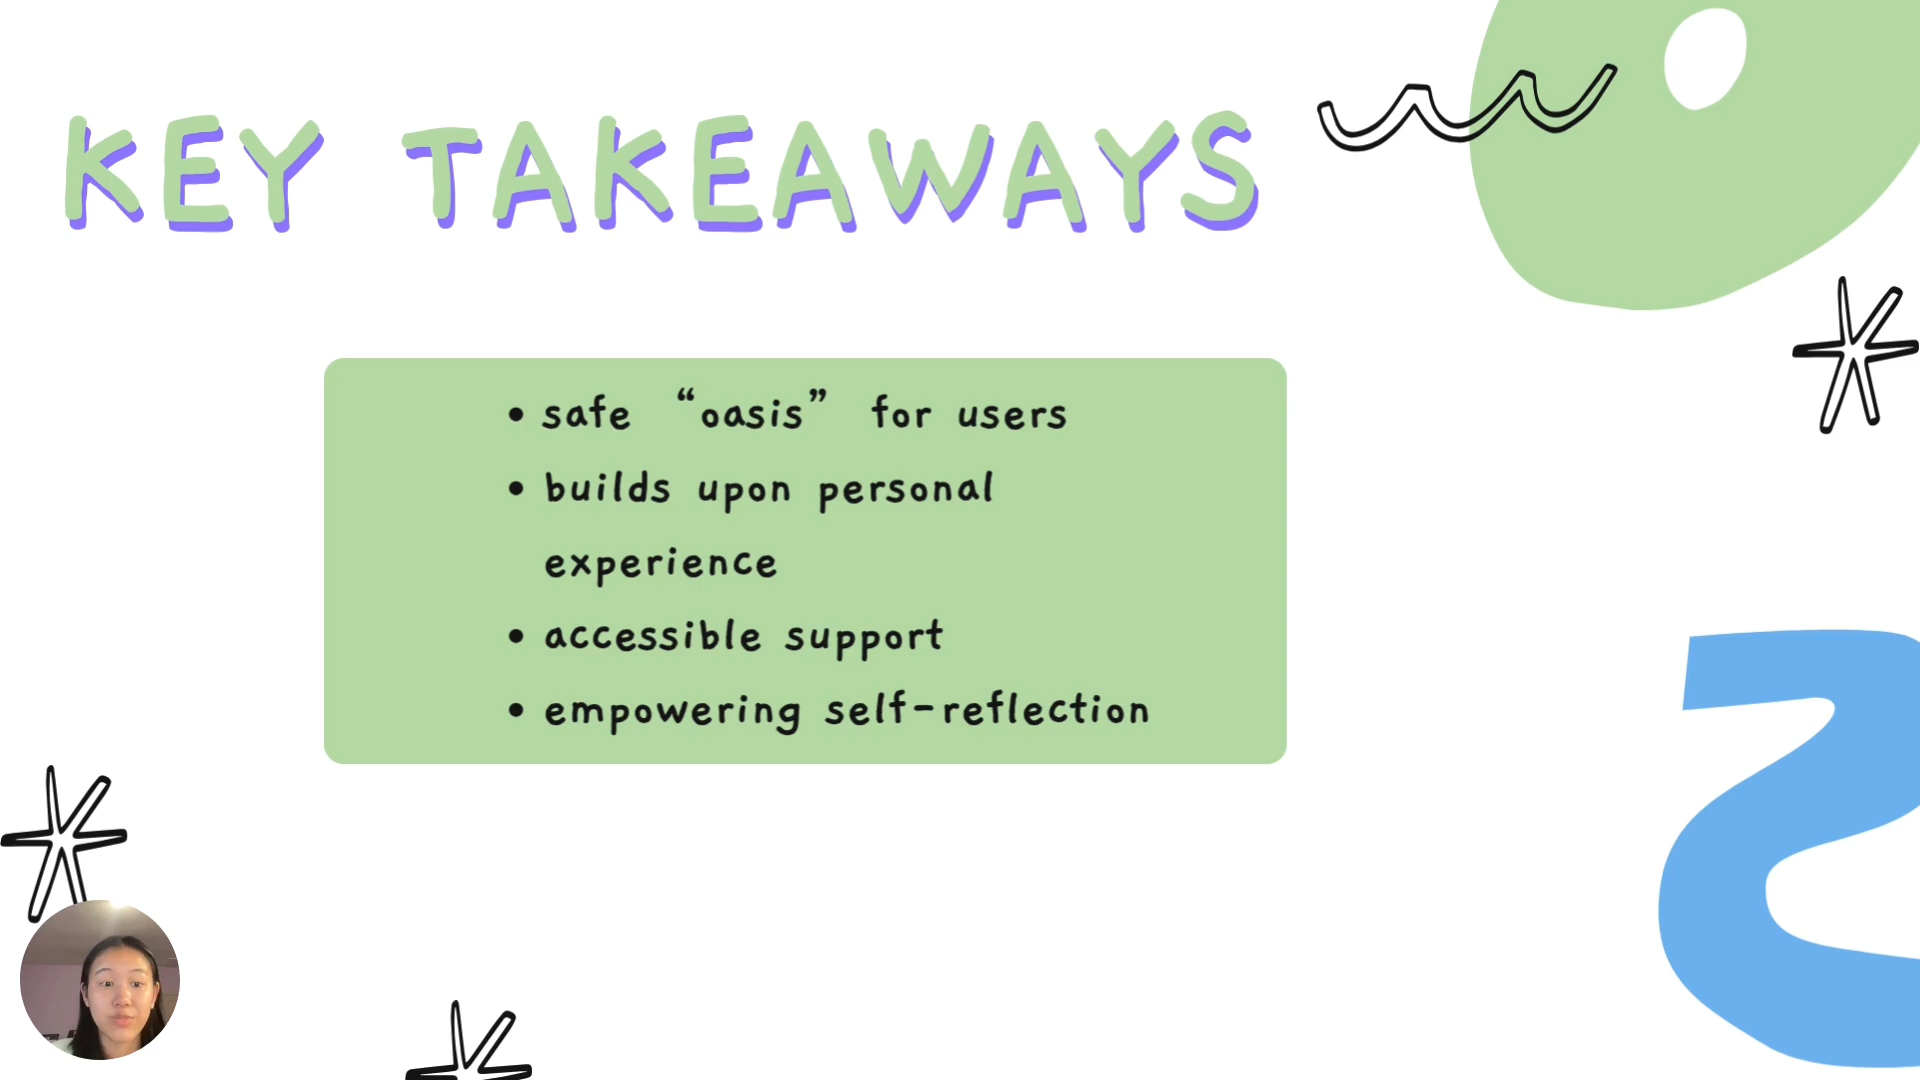 KEY TAKEAWAYS
• safe “oasis” for users
• builds upon personal
experience
• accessible support
• empowering self-reflection